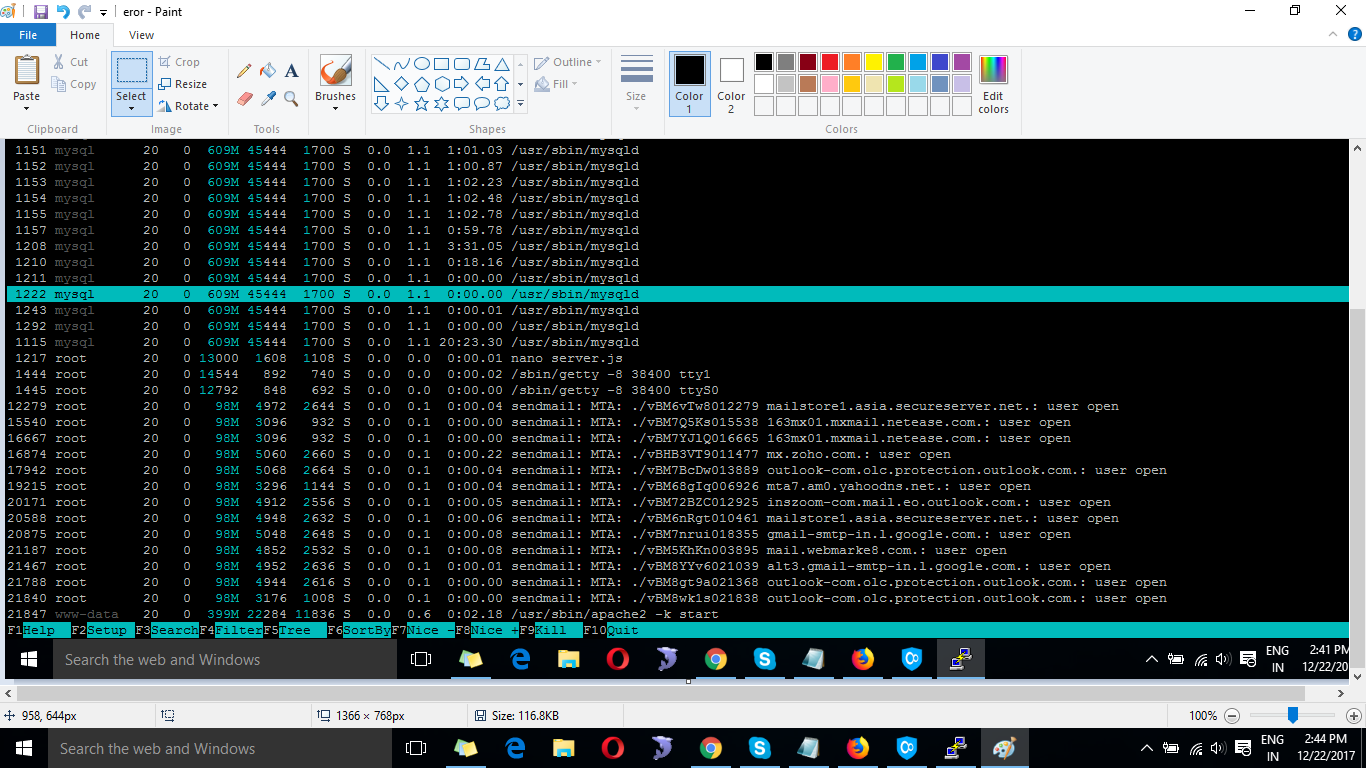 eror - Paint
File Home View
Paste Cut Copy Select Crop Resize Rotate Brushes Outline Fill Size Color 1 Color 2 Edit colors
Clipboard Image Tools Shapes Colors
1151 mysql 20 0 609M 45444 1700 S 0.0 1.1 1:01.03 /usr/sbin/mysqld
1152 mysql 20 0 609M 45444 1700 S 0.0 1.1 1:00.87 /usr/sbin/mysqld
1153 mysql 20 0 609M 45444 1700 S 0.0 1.1 1:02.23 /usr/sbin/mysqld
1154 mysql 20 0 609M 45444 1700 S 0.0 1.1 1:02.48 /usr/sbin/mysqld
1155 mysql 20 0 609M 45444 1700 S 0.0 1.1 1:02.78 /usr/sbin/mysqld
1157 mysql 20 0 609M 45444 1700 S 0.0 1.1 0:59.78 /usr/sbin/mysqld
1208 mysql 20 0 609M 45444 1700 S 0.0 1.1 3:31.05 /usr/sbin/mysqld
1210 mysql 20 0 609M 45444 1700 S 0.0 1.1 0:18.16 /usr/sbin/mysqld
1211 mysql 20 0 609M 45444 1700 S 0.0 1.1 0:00.00 /usr/sbin/mysqld
1222 mysql 20 0 609M 45444 1700 S 0.0 1.1 0:00.00 /usr/sbin/mysqld
1243 mysql 20 0 609M 45444 1700 S 0.0 1.1 0:00.01 /usr/sbin/mysqld
1292 mysql 20 0 609M 45444 1700 S 0.0 1.1 0:00.00 /usr/sbin/mysqld
1115 mysql 20 0 609M 45444 1700 S 0.0 1.1 20:23.30 /usr/sbin/mysqld
1217 root 20 0 13000 1608 1108 S 0.0 0.0 0:00.01 nano server.js
1444 root 20 0 14544 892 740 S 0.0 0.0 0:00.02 /sbin/getty -8 38400 tty1
1445 root 20 0 12792 848 692 S 0.0 0.0 0:00.00 /sbin/getty -8 38400 ttyS0
12279 root 20 0 98M 4972 2644 S 0.0 0.1 0:00.04 sendmail: MTA: ./vBM6vTw8012279 mailstore1.asia.secureserver.net.: user open
15540 root 20 0 98M 3096 932 S 0.0 0.1 0:00.00 sendmail: MTA: ./vBM7Q5Ks015538 163mx01.mxmail.netease.com.: user open
16667 root 20 0 98M 3096 932 S 0.0 0.1 0:00.00 sendmail: MTA: ./vBM7YJlQ016665 163mx01.mxmail.netease.com.: user open
16874 root 20 0 98M 5060 2660 S 0.0 0.1 0:00.22 sendmail: MTA: ./vBHB3VT9011477 mx.zoho.com.: user open
17942 root 20 0 98M 5068 2664 S 0.0 0.1 0:00.04 sendmail: MTA: ./vBM7BcDw013889 outlook-com.olc.protection.outlook.com.: user open
19215 root 20 0 98M 3296 1144 S 0.0 0.1 0:00.04 sendmail: MTA: ./vBM68gIq006926 mta7.am0.yahoodns.net.: user open
20171 root 20 0 98M 4912 2556 S 0.0 0.1 0:00.05 sendmail: MTA: ./vBM72BZC012925 inszoom-com.mail.eo.outlook.com.: user open
20588 root 20 0 98M 4948 2632 S 0.0 0.1 0:00.06 sendmail: MTA: ./vBM6nRgt010461 mailstore1.asia.secureserver.net.: user open
20875 root 20 0 98M 5048 2648 S 0.0 0.1 0:00.08 sendmail: MTA: ./vBM7nrui018355 gmail-smtp-in.l.google.com.: user open
21187 root 20 0 98M 4852 2532 S 0.0 0.1 0:00.08 sendmail: MTA: ./vBM5KhKn003895 mail.webmarke8.com.: user open
21467 root 20 0 98M 4952 2636 S 0.0 0.1 0:00.01 sendmail: MTA: ./vBM8YYv6021039 alt3.gmail-smtp-in.l.google.com.: user open
21788 root 20 0 98M 4944 2616 S 0.0 0.1 0:00.00 sendmail: MTA: ./vBM8gt9a021368 outlook-com.olc.protection.outlook.com.: user open
21840 root 20 0 98M 3176 1008 S 0.0 0.1 0:00.00 sendmail: MTA: ./vBM8wk1s021838 outlook-com.olc.protection.outlook.com.: user open
21847 www-data 20 0 399M 22284 11836 S 0.0 0.6 0:02.18 /usr/sbin/apache2 -k start
F1Help F2Setup F3SearchF4FilterF5Tree F6SortByF7Nice -F8Nice +F9Kill F10Quit
Search the web and Windows ENG IN 2:41 PM 12/22/20
958, 644px 1366 × 768px Size: 116.8KB 100%
Search the web and Windows ENG IN 2:44 PM 12/22/2017